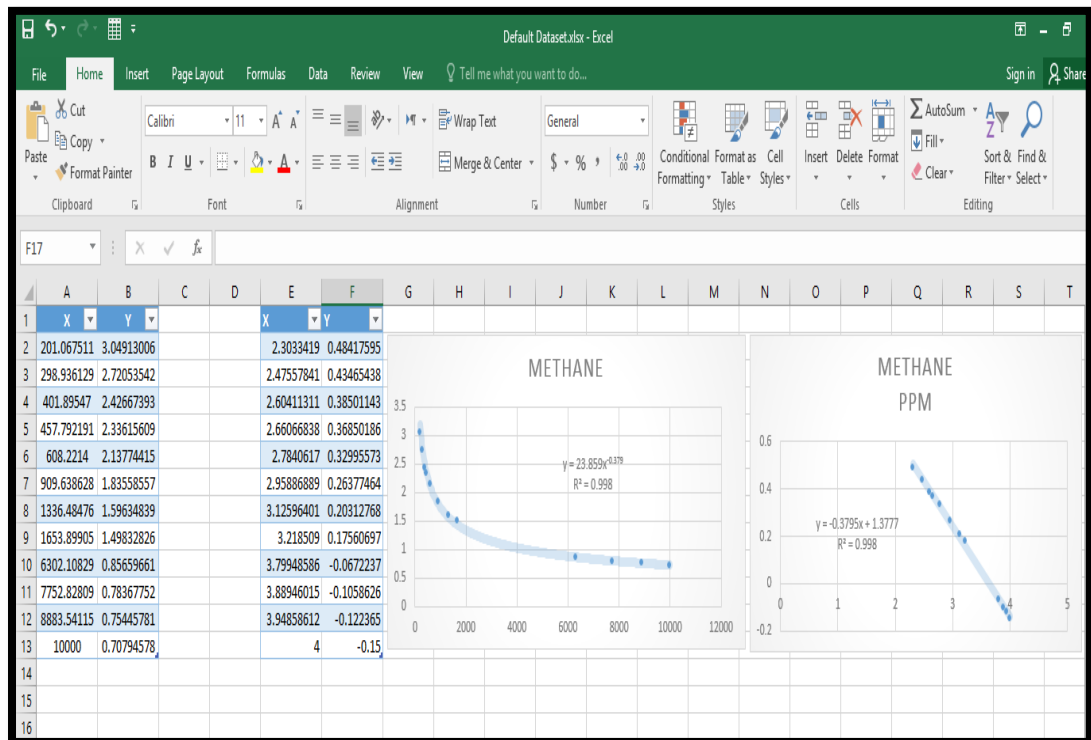 Default Dataset.xlsx - Excel
File Home Insert Page Layout Formulas Data Review View Tell me what you want to do... Sign in Share
Paste
Cut
Copy
Format Painter
Clipboard
Calibri 11 A A
B I U A
Font
Wrap Text
Merge & Center
Alignment
General
$ % , .0 .00 .00 .0
Number
Conditional Formatting
Format as Table
Cell Styles
Styles
Insert Delete Format
Cells
AutoSum
Fill
Clear
Sort & Filter
Find & Select
Editing
F17 fx
A B C D E F G H I J K L M N O P Q R S T
1 X Y X Y
2 201.067511 3.04913006 2.3033419 0.48417595
3 298.936129 2.72053542 2.47557841 0.43465438
4 401.89547 2.42667393 2.60411311 0.38501143
5 457.792191 2.33615609 2.66066838 0.36850186
6 608.2214 2.13774415 2.7840617 0.32995573
7 909.638628 1.83558557 2.95886889 0.26377464
8 1336.48476 1.59634839 3.12596401 0.20312768
9 1653.89905 1.49832826 3.218509 0.17560697
10 6302.10829 0.85659661 3.79948586 -0.0672237
11 7752.82809 0.78367752 3.88946015 -0.1058626
12 8883.54115 0.75445781 3.94858612 -0.122365
13 10000 0.70794578 4 -0.15
14
15
16
METHANE
3.5
3
2.5
2
1.5
1
0.5
0
y = 23.859x^-0.379
R² = 0.998
0 2000 4000 6000 8000 10000 12000
METHANE
PPM
0.6
0.4
0.2
0
-0.2
y = -0.3795x + 1.3777
R² = 0.998
0 1 2 3 4 5